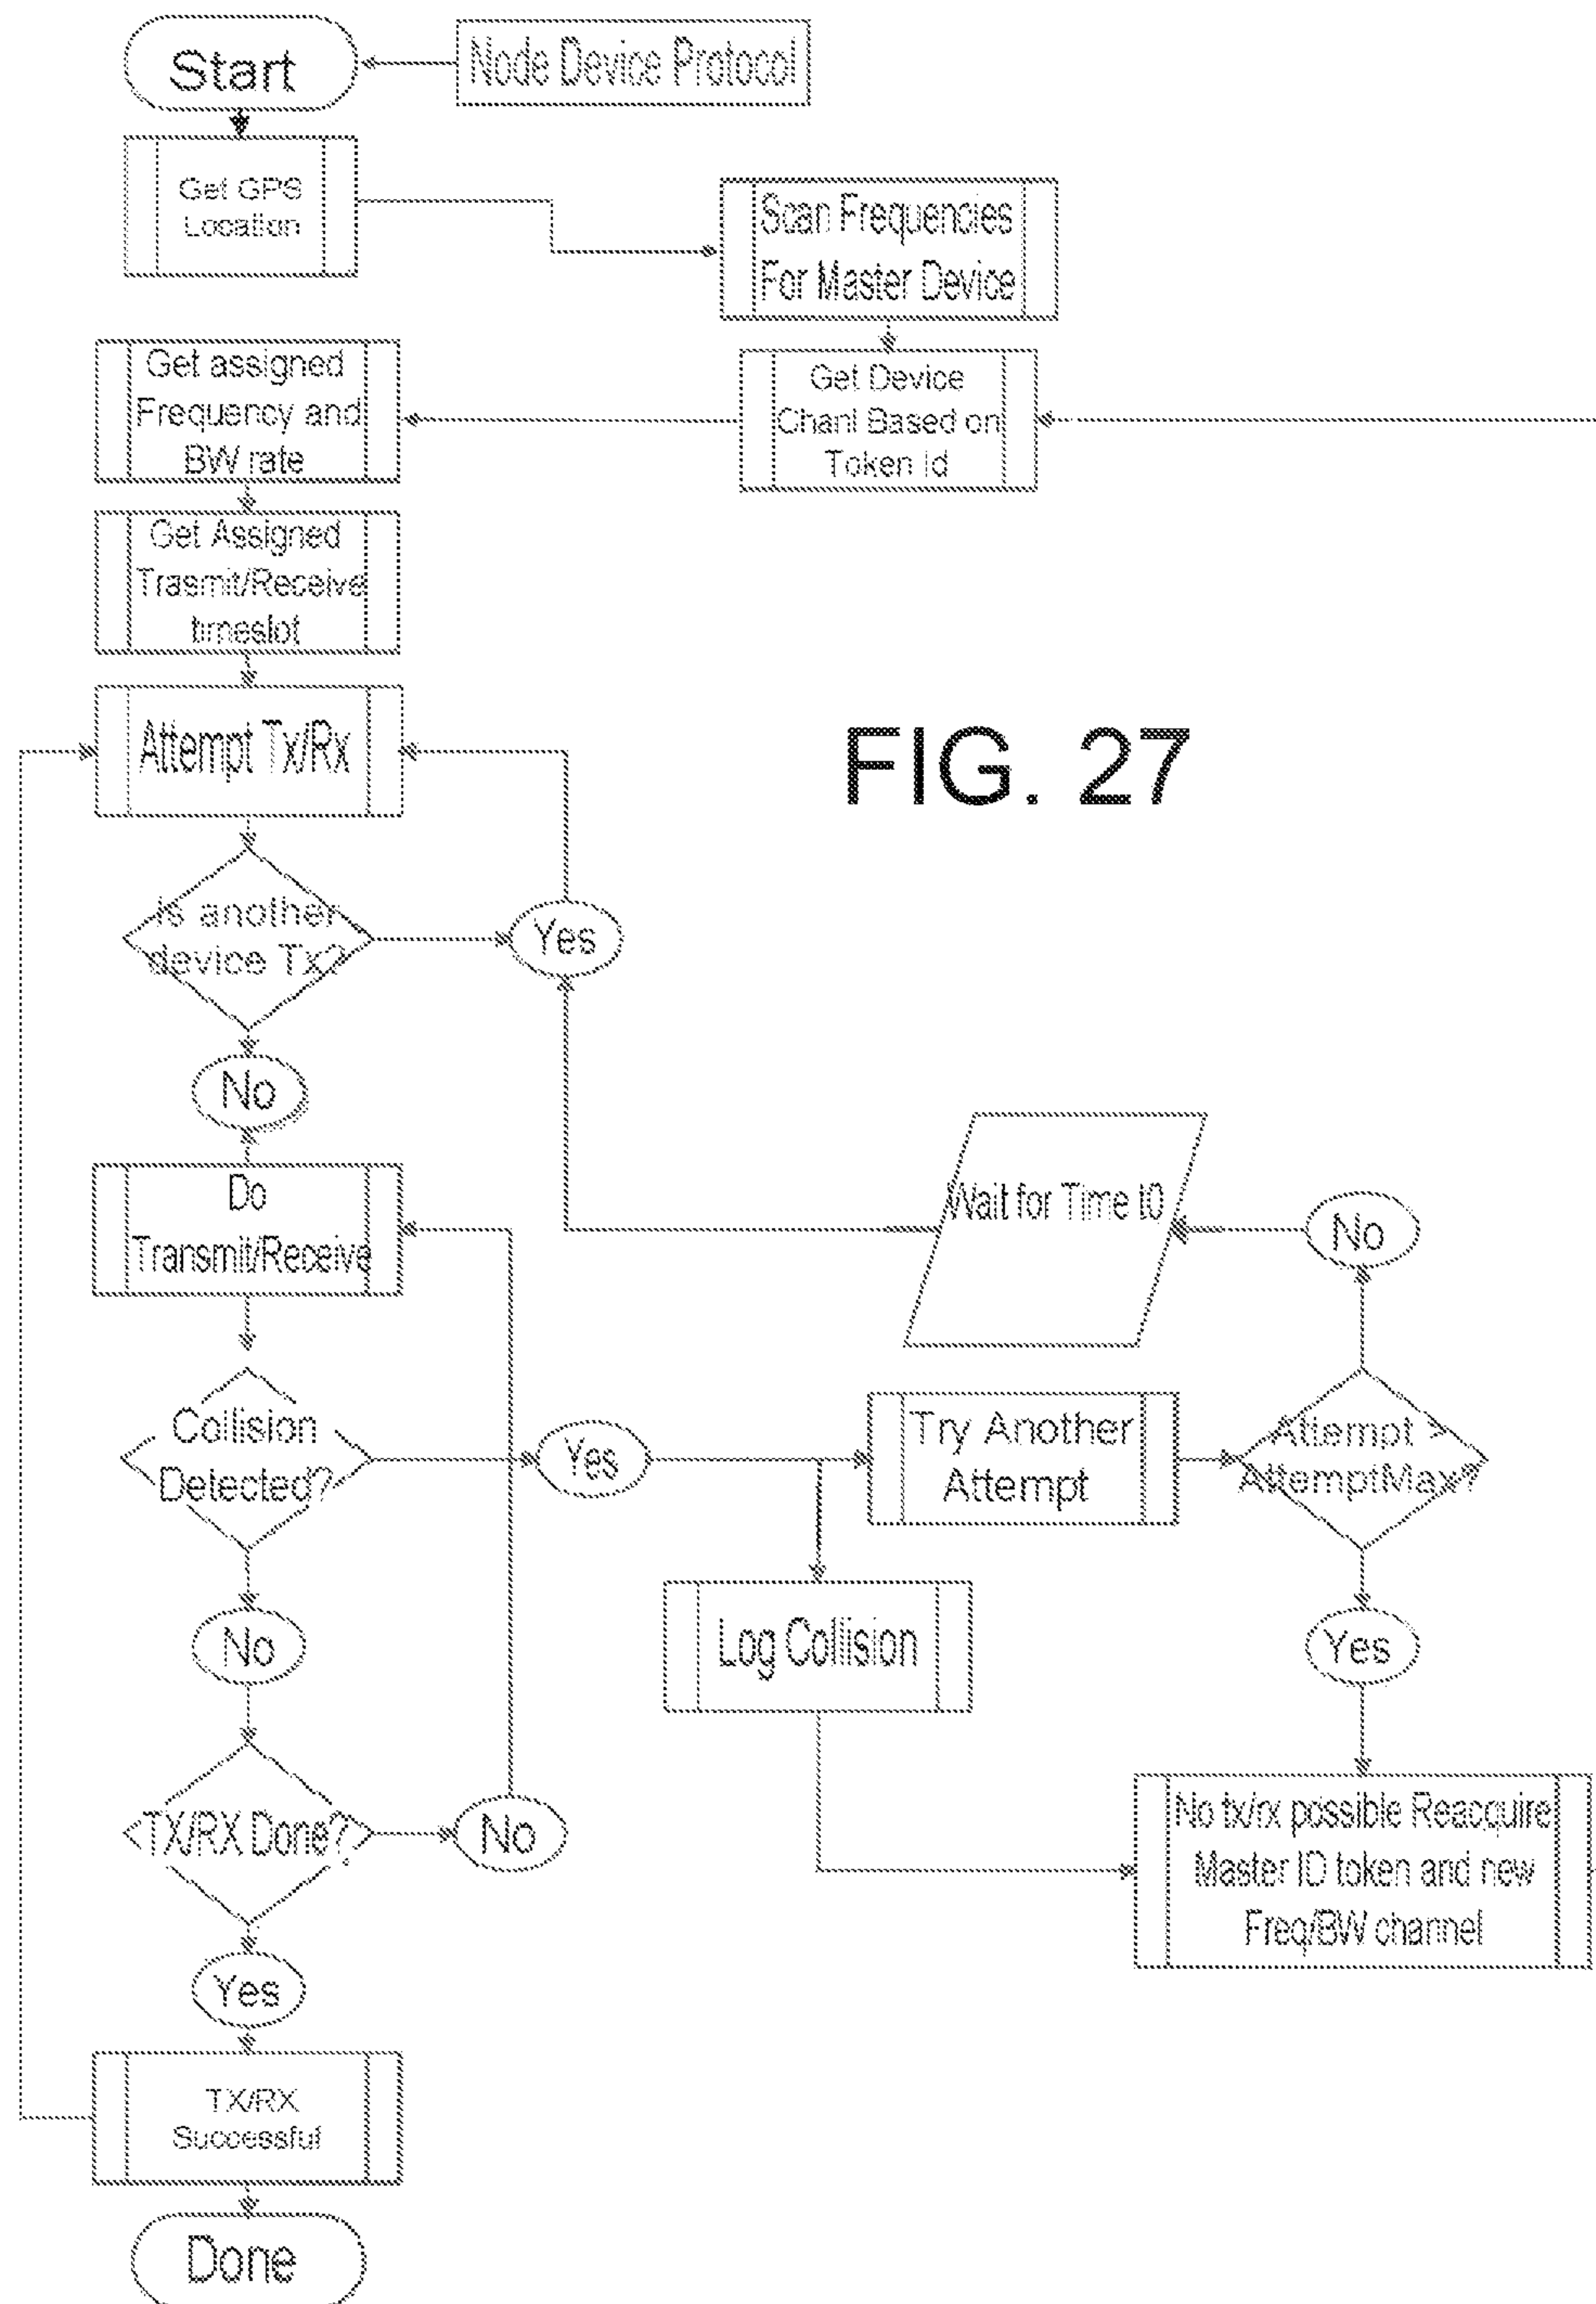 Start
Node Device Protocol
Get GPS
Location
Scan Frequencies
For Master Device
Get assigned
Frequency and
BW rate
Get Device
Chanl Based on
Token id
Get Assigned
Trasmit/Receive
timeslot
Attempt Tx/Rx
FIG. 27
Is another
device Tx?
Yes
No
Do
Transmit/Receive
Wait for Time t0
No
Collision
Detected?
Yes
Try Another
Attempt
Attempt >
AttemptMax?
No
Log Collision
Yes
TX/RX Done?
No
No tx/rx possible Reacquire
Master ID token and new
Freq/BW channel
Yes
TX/RX
Successful
Done